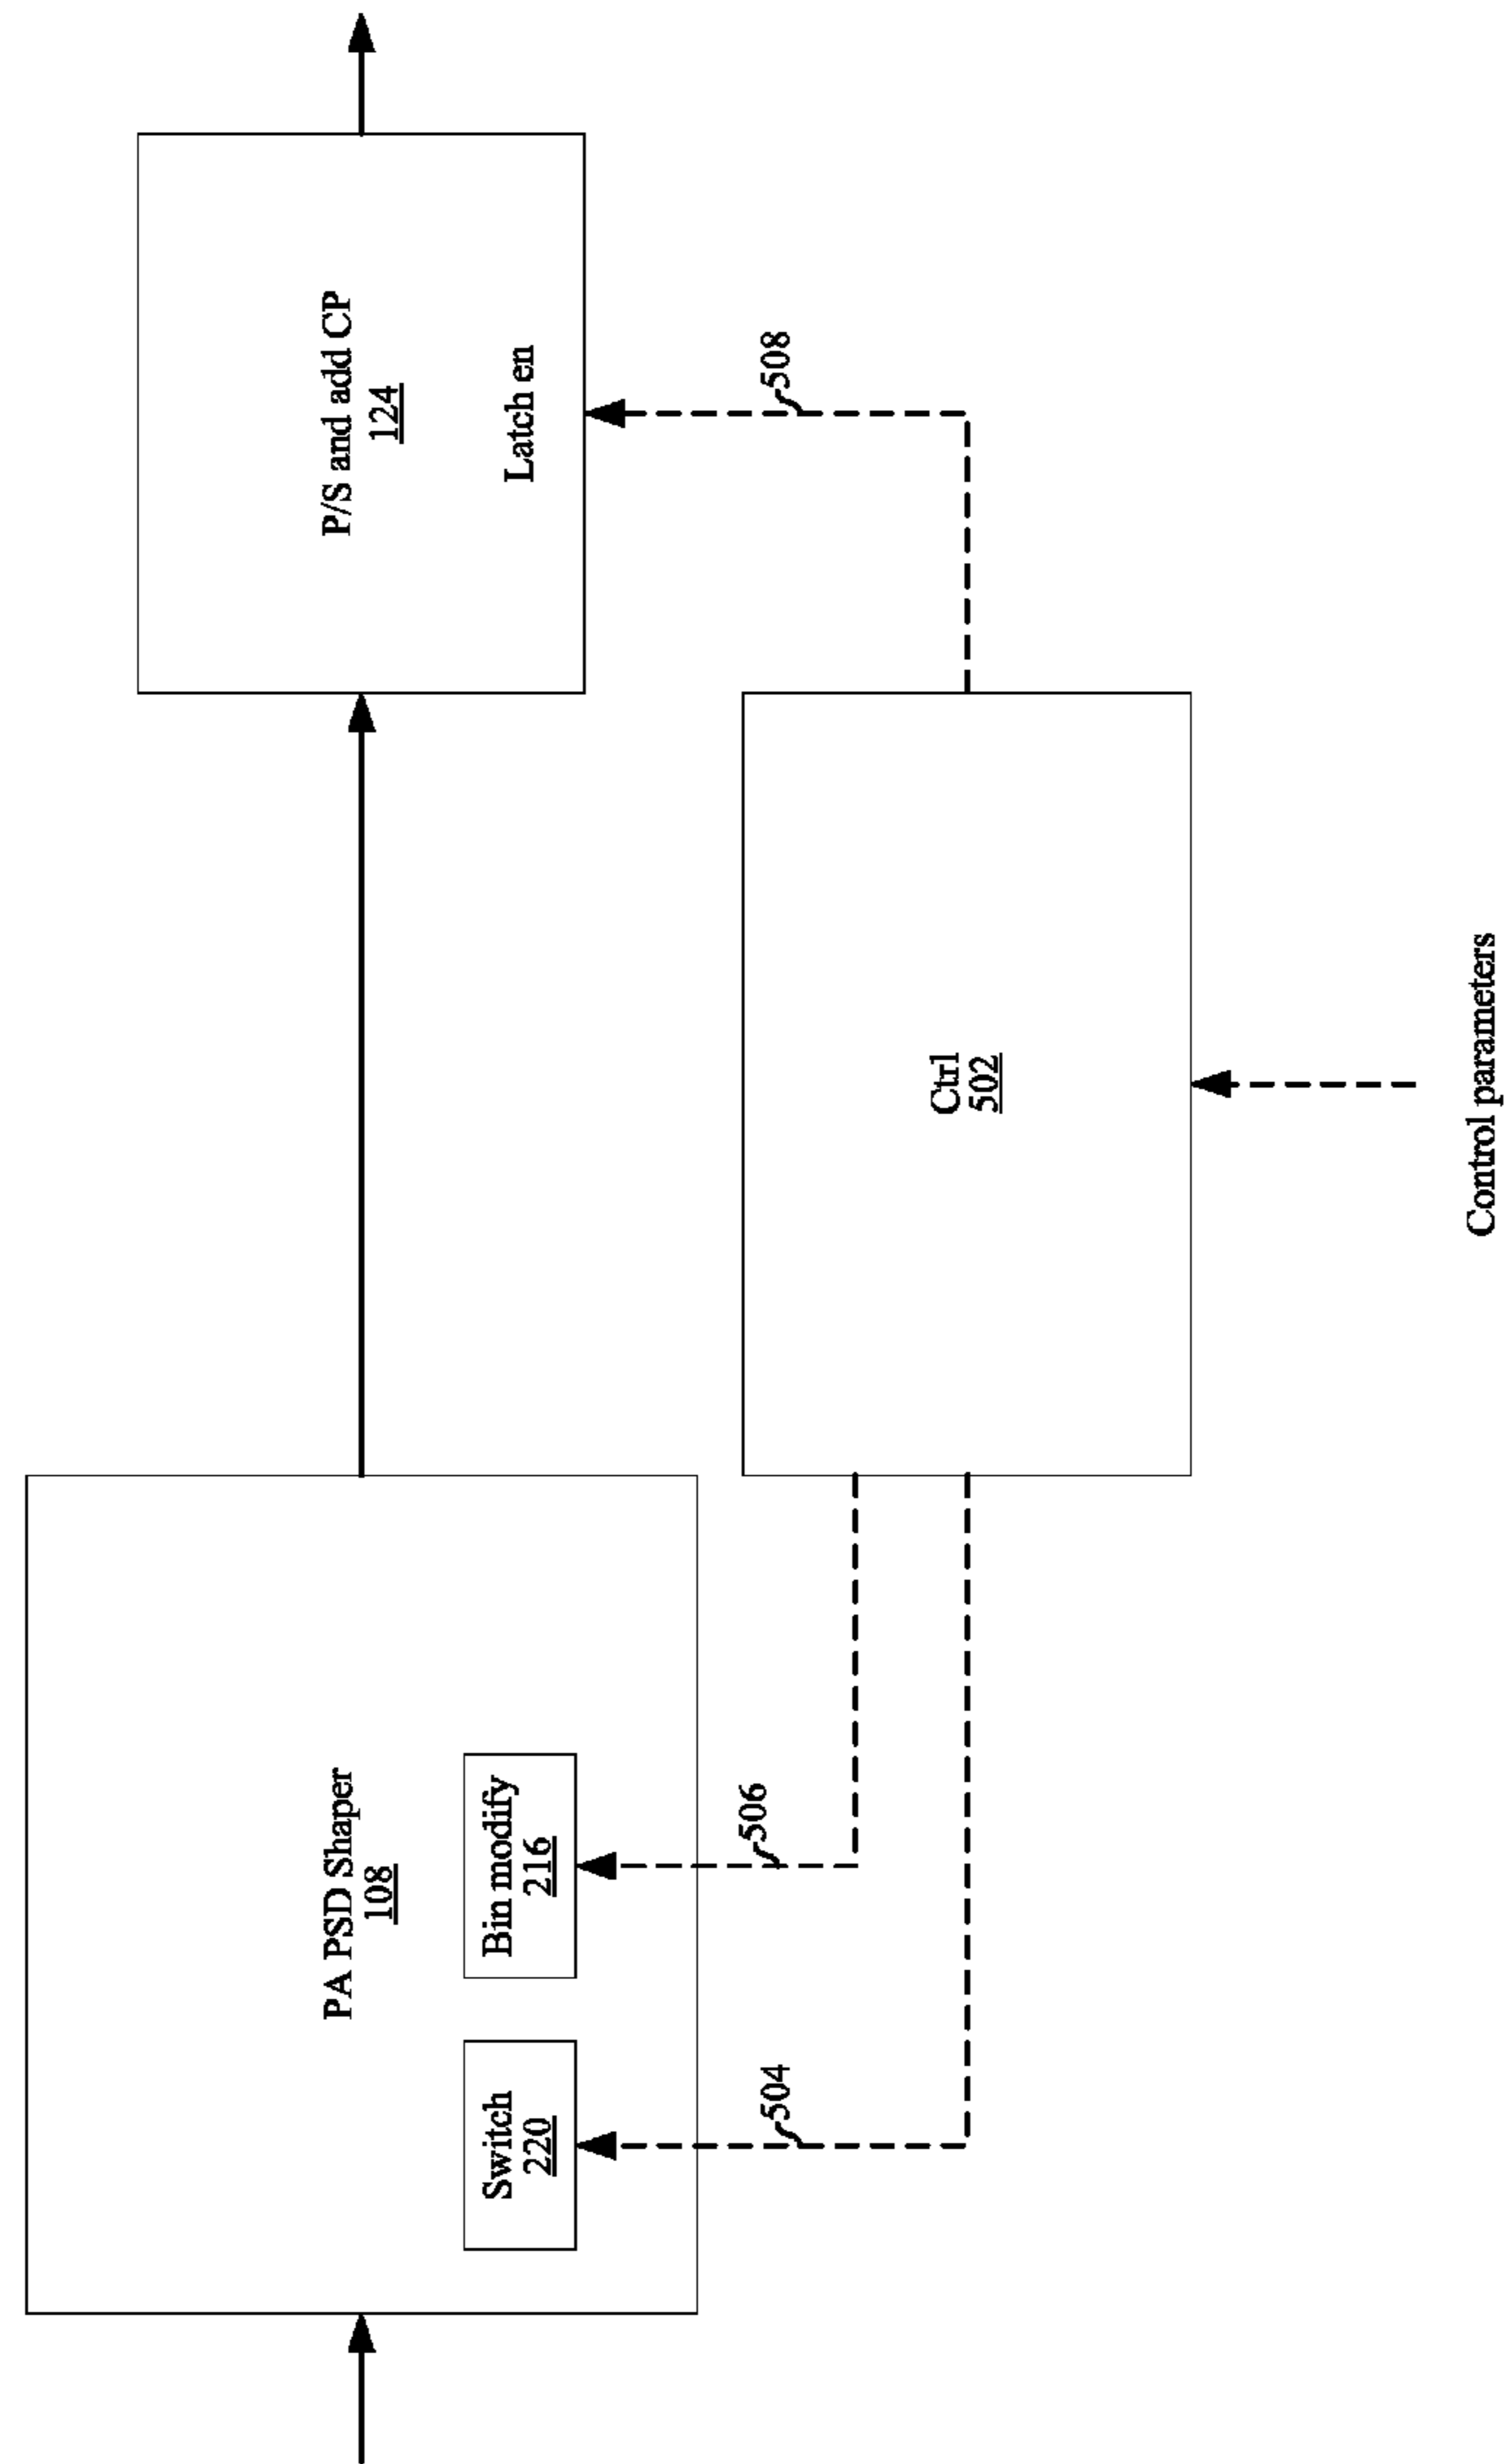 PA PSD Shaper
108
P/S and add CP
124
Switch
220
Bin modify
216
Latch en
504
506
508
Ctrl
502
Control parameters